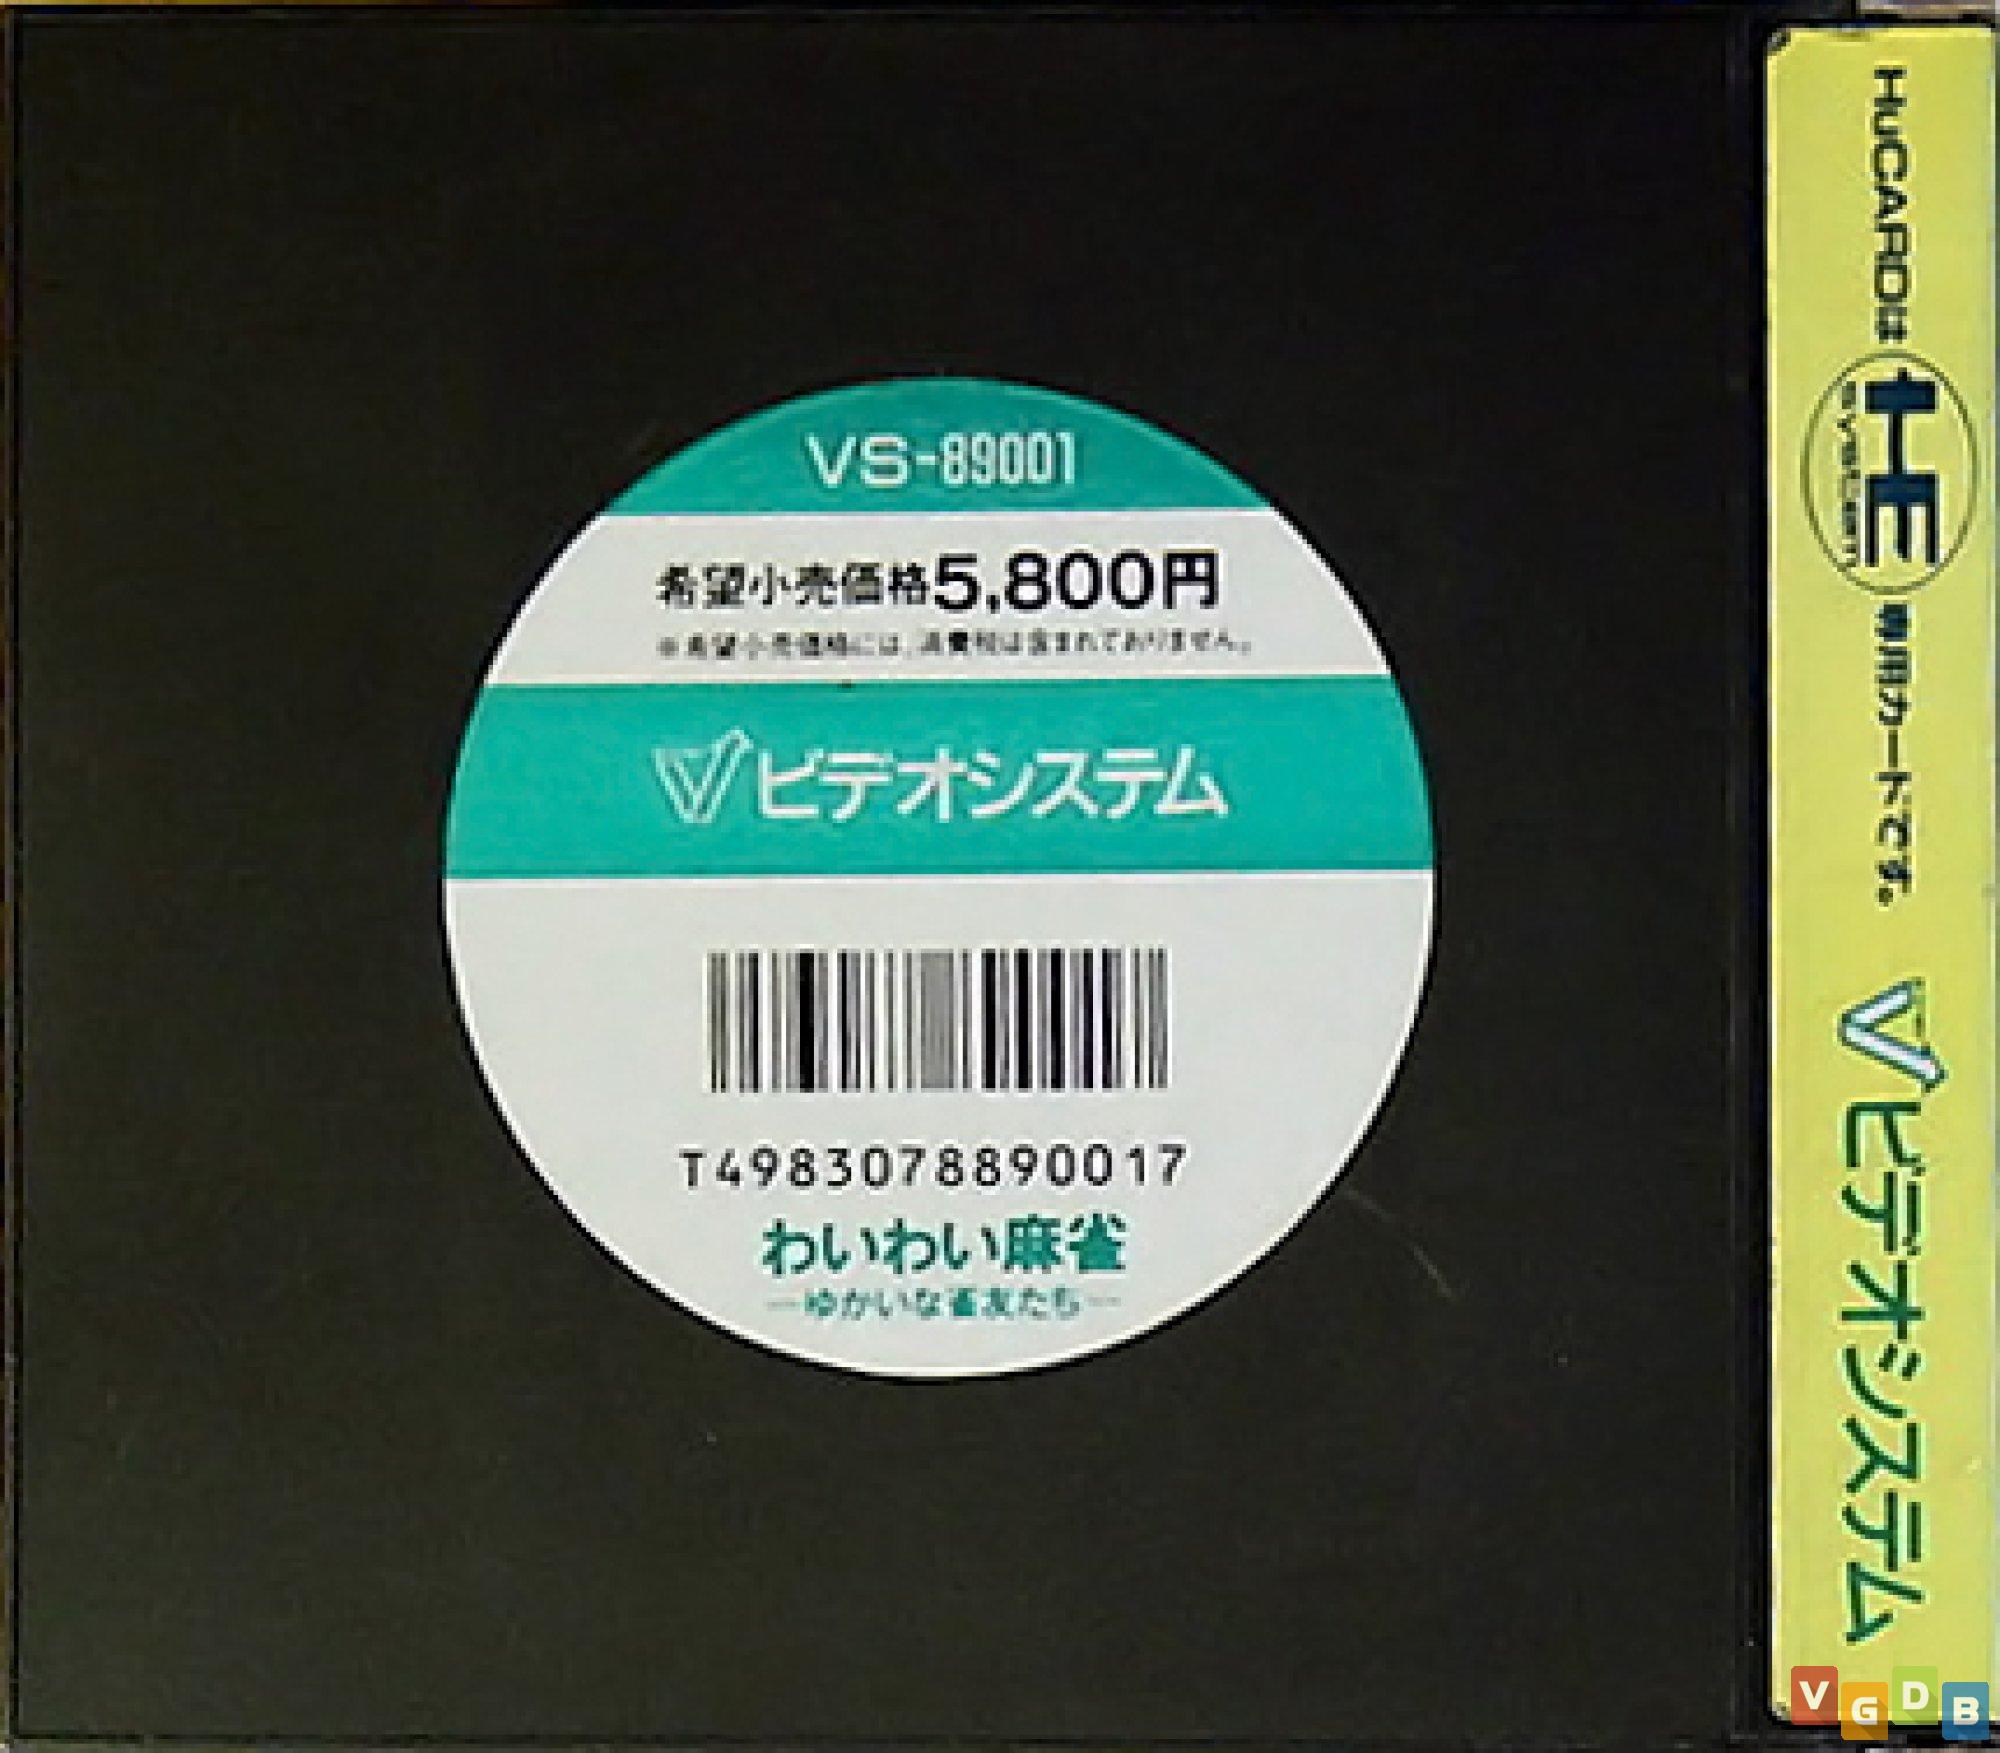 VS-89001
希望小売価格5,800円
※希望小売価格には、消費税は含まれておりません。
ビデオシステム
T4983078890017
わいわい麻雀
―ゆかいな雀友たち―
HuCARDは HE SYSTEM 専用カードです。
ビデオシステム
VGDB